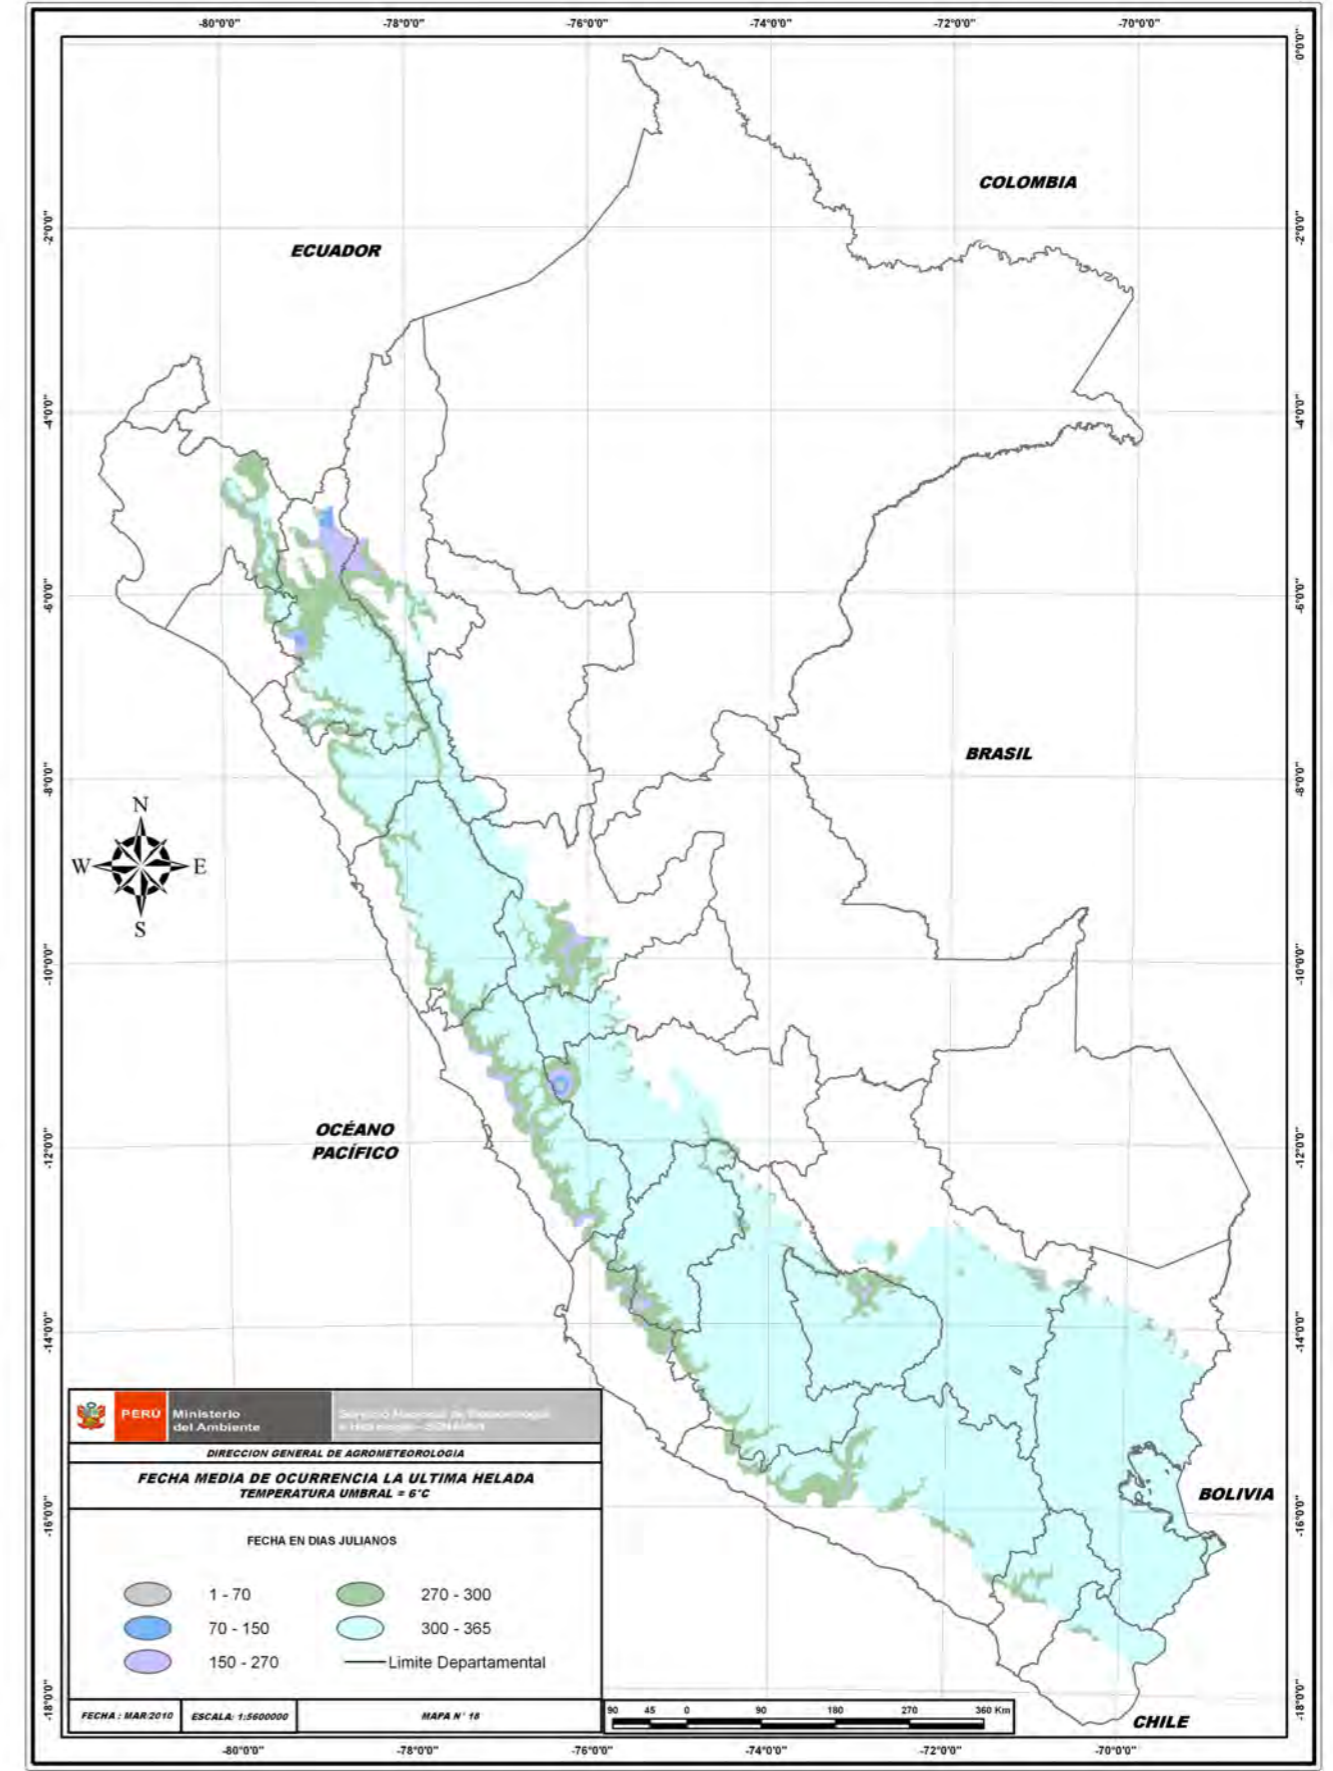 -80°0'0" -78°0'0" -76°0'0" -74°0'0" -72°0'0" -70°0'0"
0°0'0"
COLOMBIA
ECUADOR
-2°0'0" -2°0'0"
-4°0'0" -4°0'0"
-6°0'0" -6°0'0"
BRASIL
-8°0'0" -8°0'0"
N
W E
S
-10°0'0" -10°0'0"
OCÉANO
PACÍFICO
-12°0'0" -12°0'0"
-14°0'0" -14°0'0"
PERÚ
Ministerio
del Ambiente
DIRECCION GENERAL DE AGROMETEOROLOGIA
FECHA MEDIA DE OCURRENCIA LA ULTIMA HELADA
TEMPERATURA UMBRAL = 6°C
BOLIVIA
-16°0'0" -16°0'0"
FECHA EN DIAS JULIANOS
1 - 70 270 - 300
70 - 150 300 - 365
150 - 270 Limite Departamental
-18°0'0" -18°0'0"
FECHA : MAR/2010 ESCALA: 1:5600000 MAPA N° 18
90 45 0 90 180 270 360 Km
CHILE
-80°0'0" -78°0'0" -76°0'0" -74°0'0" -72°0'0" -70°0'0"